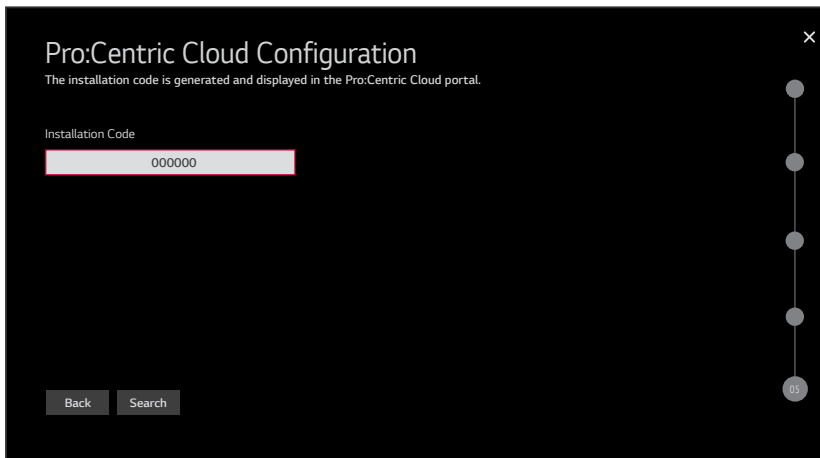 Pro:Centric Cloud Configuration
The installation code is generated and displayed in the Pro:Centric Cloud portal.
Installation Code
000000
Back Search
05